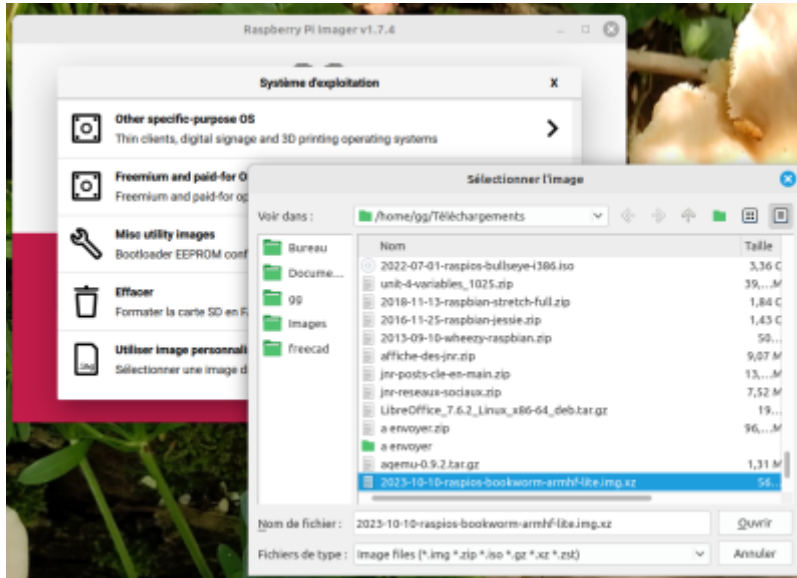 Raspberry Pi Imager v1.7.4
Système d'exploitation
X
Other specific-purpose OS
Thin clients, digital signage and 3D printing operating systems
Freemium and paid-for O
Freemium and paid-for op
Misc utility images
Bootloader EEPROM conf
Effacer
Formater la carte SD en F
Utiliser image personnali
Sélectionner une image d
Sélectionner l'image
Voir dans :
/home/gg/Téléchargements
Bureau
Docume...
gg
Images
freecad
Nom Taille
2022-07-01-raspios-bullseye-i386.iso 3,36 G
unit-4-variables_1025.zip 39,...M
2018-11-13-raspbian-stretch-full.zip 1,84 G
2016-11-25-raspbian-jessie.zip 1,43 G
2013-09-10-wheezy-raspbian.zip 50...
affiche-des-jnr.zip 9,07 M
jnr-posts-cle-en-main.zip 13,...M
jnr-reseaux-sociaux.zip 7,52 M
LibreOffice_7.6.2_Linux_x86-64_deb.tar.gz 19...
a envoyer.zip 96,...M
a envoyer
aqemu-0.9.2.tar.gz 1,31 M
2023-10-10-raspios-bookworm-armhf-lite.img.xz 56...
Nom de fichier : 2023-10-10-raspios-bookworm-armhf-lite.img.xz Ouvrir
Fichiers de type : Image files (*.img *.zip *.iso *.gz *.xz *.zst) Annuler